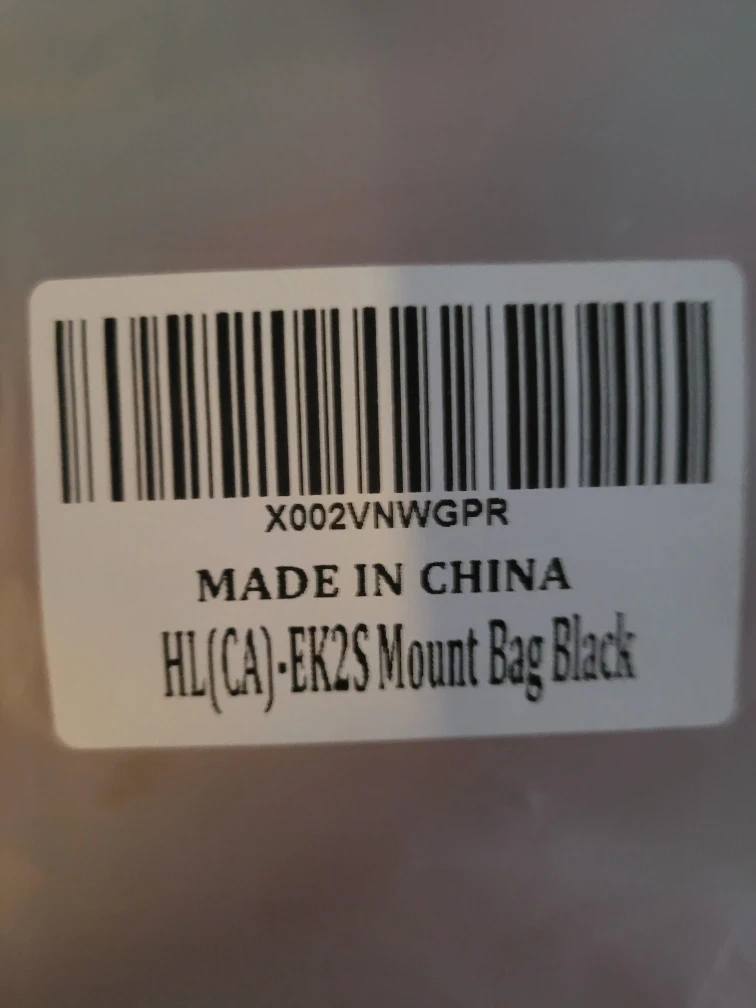 X002VNWGPR
MADE IN CHINA
HL(CA)-EK2S Mount Bag Black